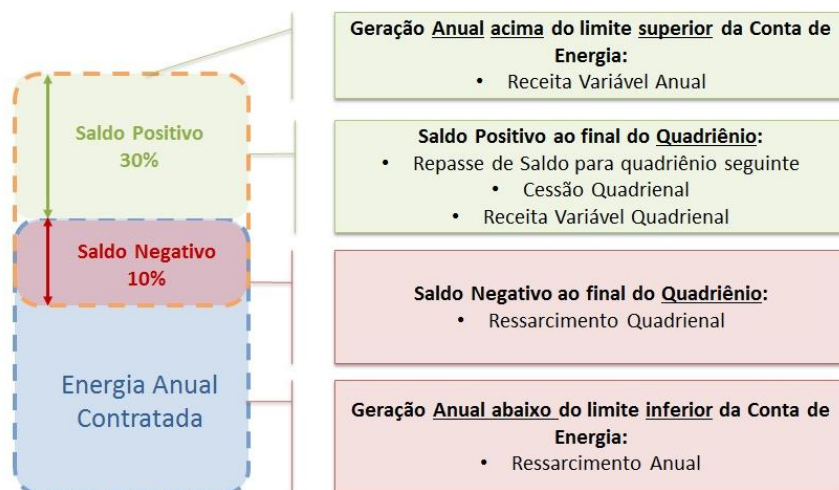 Geração Anual acima do limite superior da Conta de
Energia:
• Receita Variável Anual
Saldo Positivo
30%
Saldo Positivo ao final do Quadriênio:
• Repasse de Saldo para quadriênio seguinte
• Cessão Quadrienal
• Receita Variável Quadrienal
Saldo Negativo
10%
Saldo Negativo ao final do Quadriênio:
• Ressarcimento Quadrienal
Energia Anual
Contratada
Geração Anual abaixo do limite inferior da Conta de
Energia:
• Ressarcimento Anual